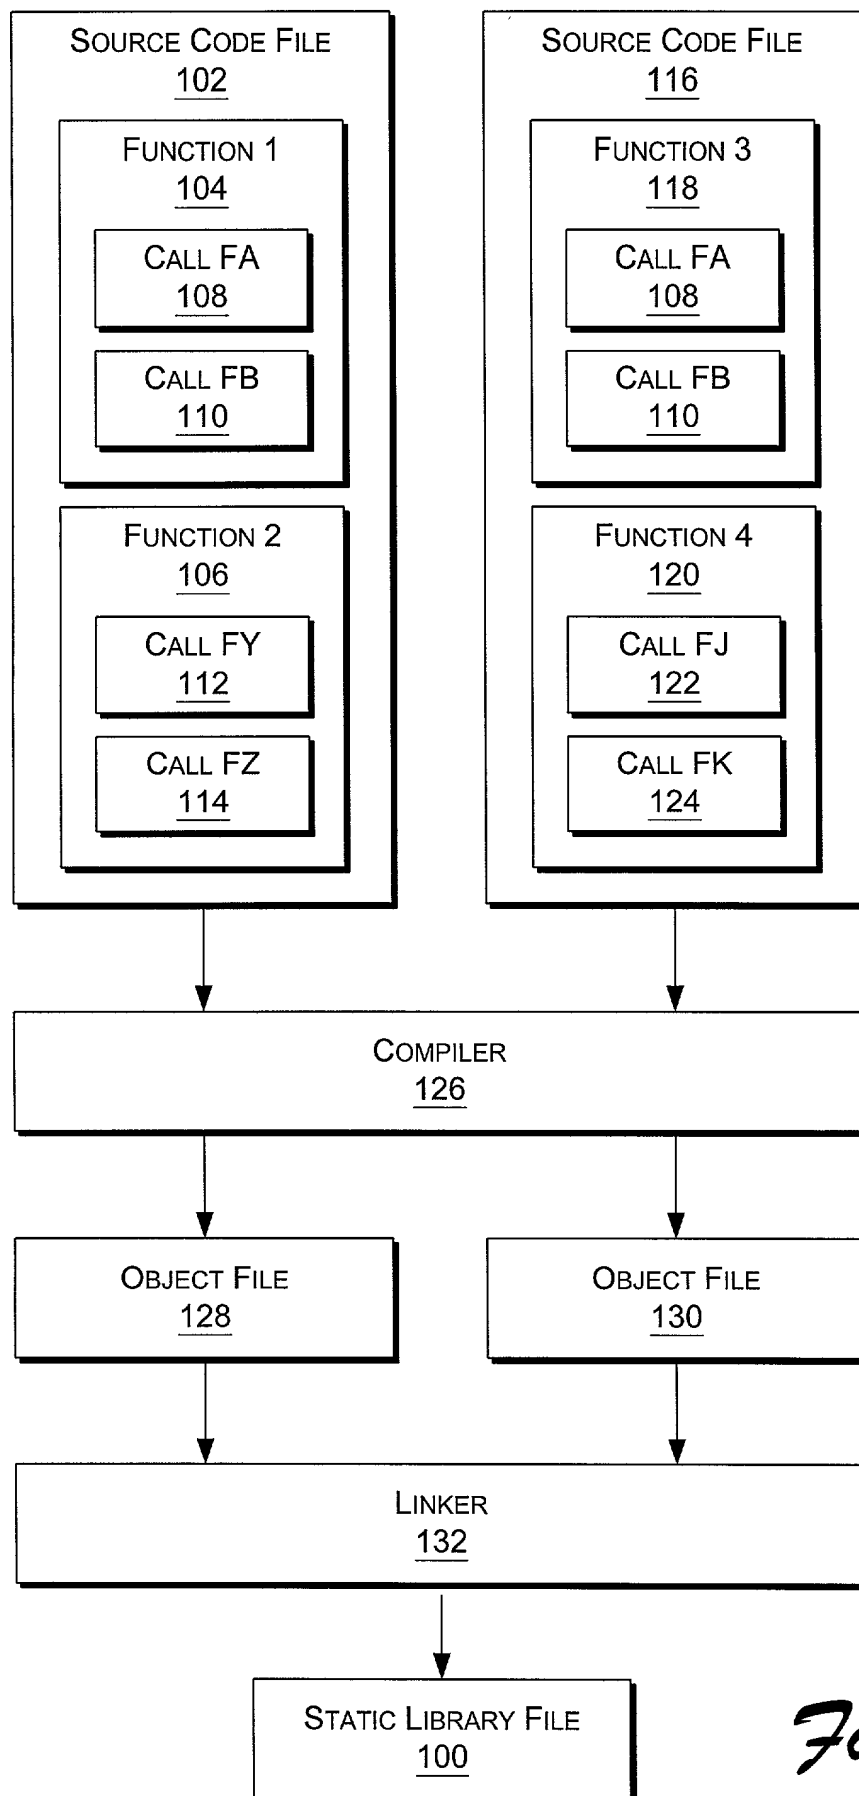 SOURCE CODE FILE
102
FUNCTION 1
104
CALL FA
108
CALL FB
110
FUNCTION 2
106
CALL FY
112
CALL FZ
114
SOURCE CODE FILE
116
FUNCTION 3
118
CALL FA
108
CALL FB
110
FUNCTION 4
120
CALL FJ
122
CALL FK
124
COMPILER
126
OBJECT FILE
128
OBJECT FILE
130
LINKER
132
STATIC LIBRARY FILE
100